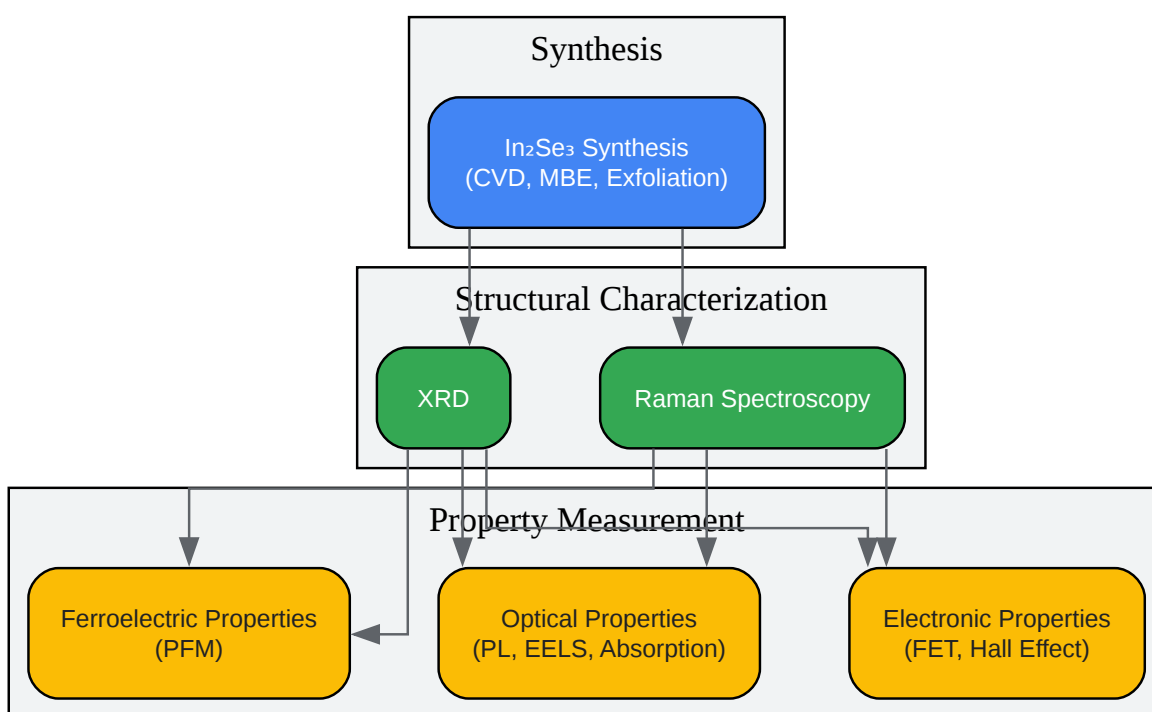 Synthesis
In₂Se₃ Synthesis
(CVD, MBE, Exfoliation)
Structural Characterization
XRD
Raman Spectroscopy
Property Measurement
Ferroelectric Properties
(PFM)
Optical Properties
(PL, EELS, Absorption)
Electronic Properties
(FET, Hall Effect)